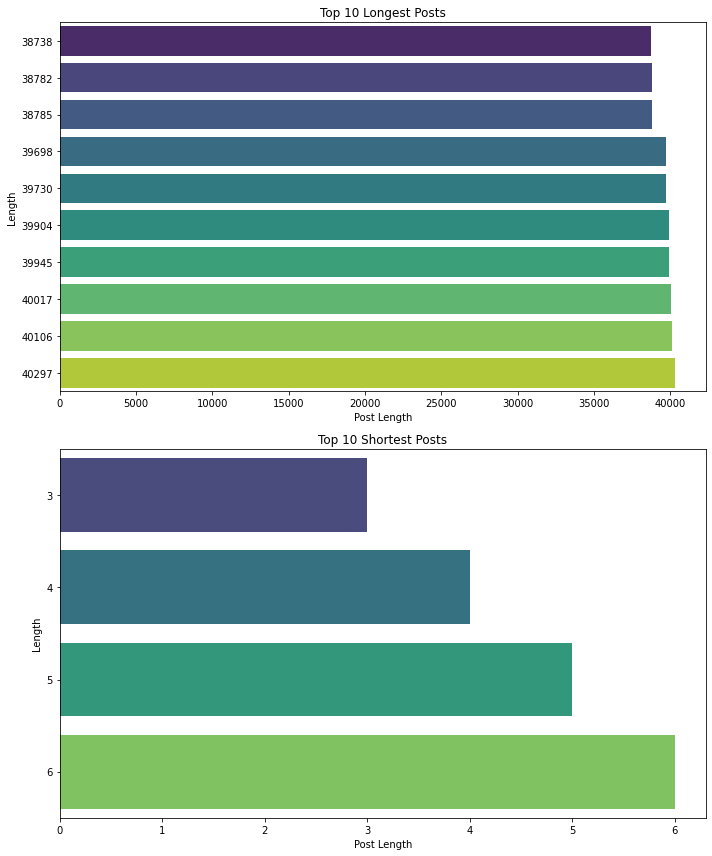 Top 10 Longest Posts
Length
38738
38782
38785
39698
39730
39904
39945
40017
40106
40297
0 5000 10000 15000 20000 25000 30000 35000 40000
Post Length
Top 10 Shortest Posts
Length
3
4
5
6
0 1 2 3 4 5 6
Post Length